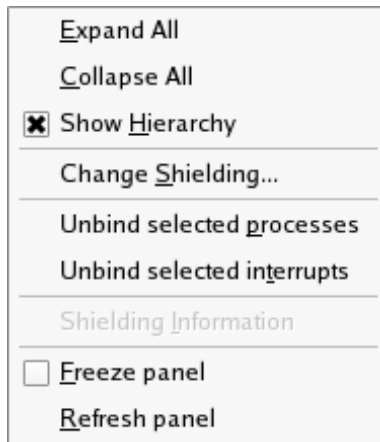 Expand All
Collapse All
Show Hierarchy
Change Shielding...
Unbind selected processes
Unbind selected interrupts
Shielding Information
Freeze panel
Refresh panel